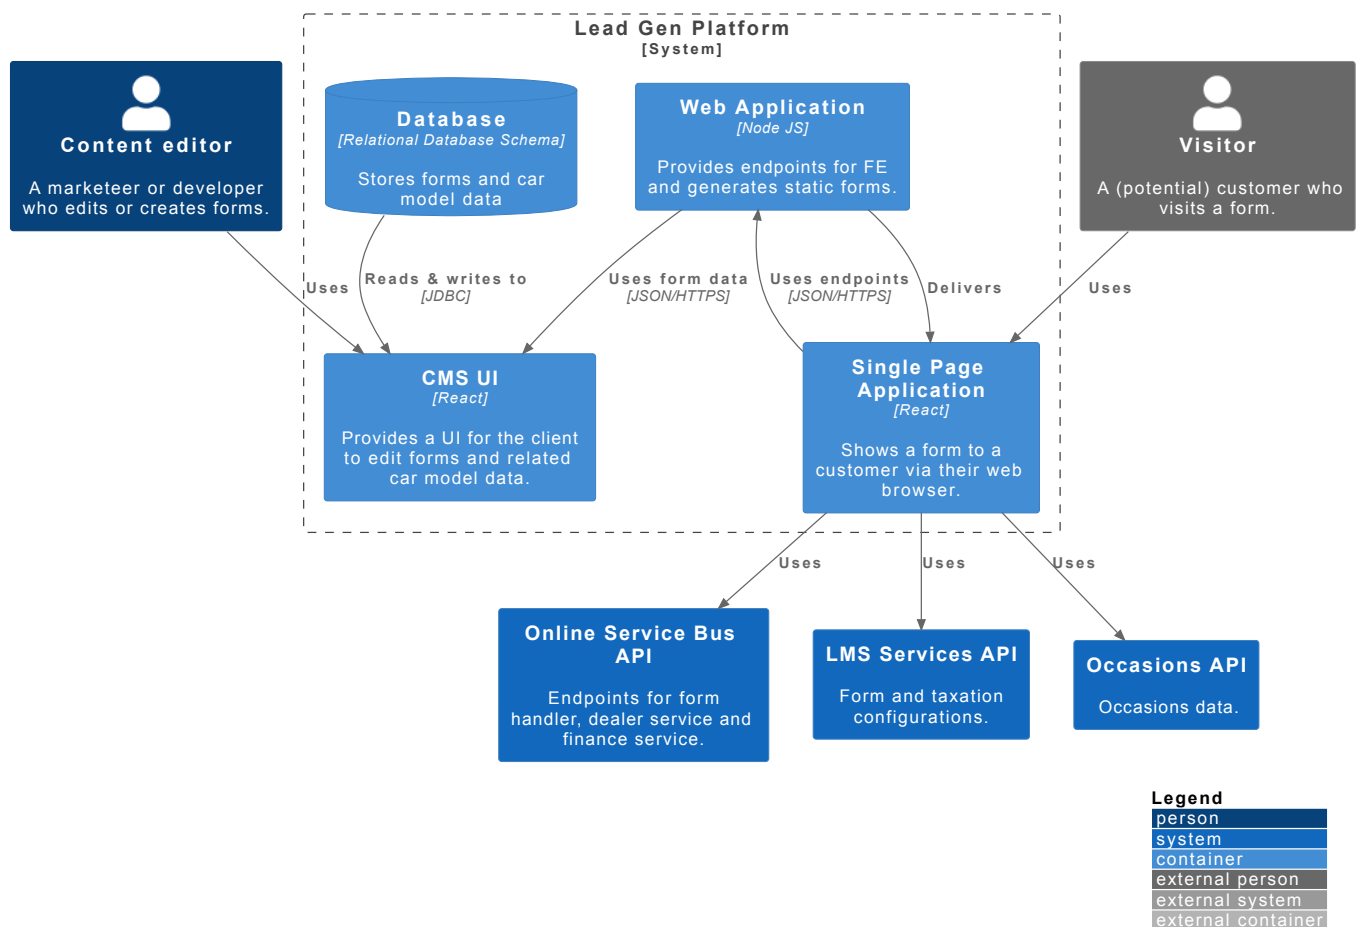 Lead Gen Platform
[System]
Content editor
A marketeer or developer
who edits or creates forms.
Database
[Relational Database Schema]
Stores forms and car
model data
Web Application
[Node JS]
Provides endpoints for FE
and generates static forms.
Visitor
A (potential) customer who
visits a form.
Uses
Reads & writes to
[JDBC]
Uses form data
[JSON/HTTPS]
Uses endpoints
[JSON/HTTPS]
Delivers
Uses
CMS UI
[React]
Provides a UI for the client
to edit forms and related
car model data.
Single Page
Application
[React]
Shows a form to a
customer via their web
browser.
Uses
Uses
Uses
Online Service Bus
API
Endpoints for form
handler, dealer service and
finance service.
LMS Services API
Form and taxation
configurations.
Occasions API
Occasions data.
Legend
person
system
container
external person
external system
external container